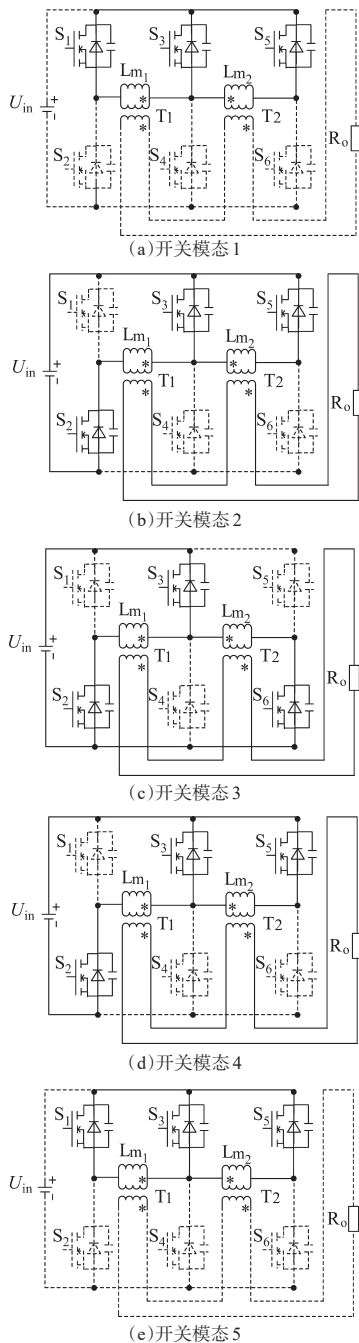 S1 S3 S5
Lm1 Lm2
Uin + -
T1 T2
S2 S4 S6
Ro
* *
(a)开关模态1
S1 S3 S5
Lm1 Lm2
Uin + -
T1 T2
S2 S4 S6
Ro
* *
(b)开关模态2
S1 S3 S5
Lm1 Lm2
Uin + -
T1 T2
S2 S4 S6
Ro
* *
(c)开关模态3
S1 S3 S5
Lm1 Lm2
Uin + -
T1 T2
S2 S4 S6
Ro
* *
(d)开关模态4
S1 S3 S5
Lm1 Lm2
Uin + -
T1 T2
S2 S4 S6
Ro
* *
(e)开关模态5